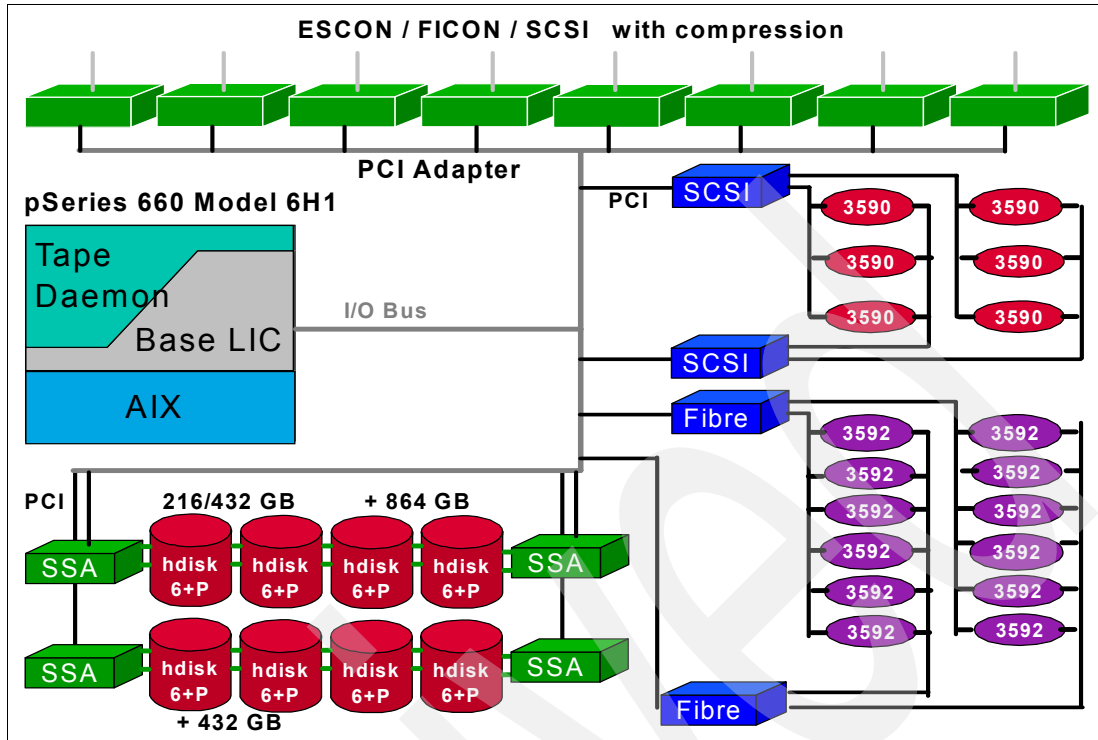 ESCON / FICON / SCSI with compression
PCI Adapter
pSeries 660 Model 6H1
Tape
Daemon
Base LIC
AIX
I/O Bus
PCI
SCSI
3590
3590
3590
3590
3590
3590
SCSI
Fibre
3592
3592
3592
3592
3592
3592
3592
3592
3592
3592
3592
3592
Fibre
PCI
216/432 GB
+ 864 GB
SSA
hdisk
6+P
hdisk
6+P
hdisk
6+P
hdisk
6+P
SSA
SSA
hdisk
6+P
hdisk
6+P
hdisk
6+P
hdisk
6+P
SSA
+ 432 GB